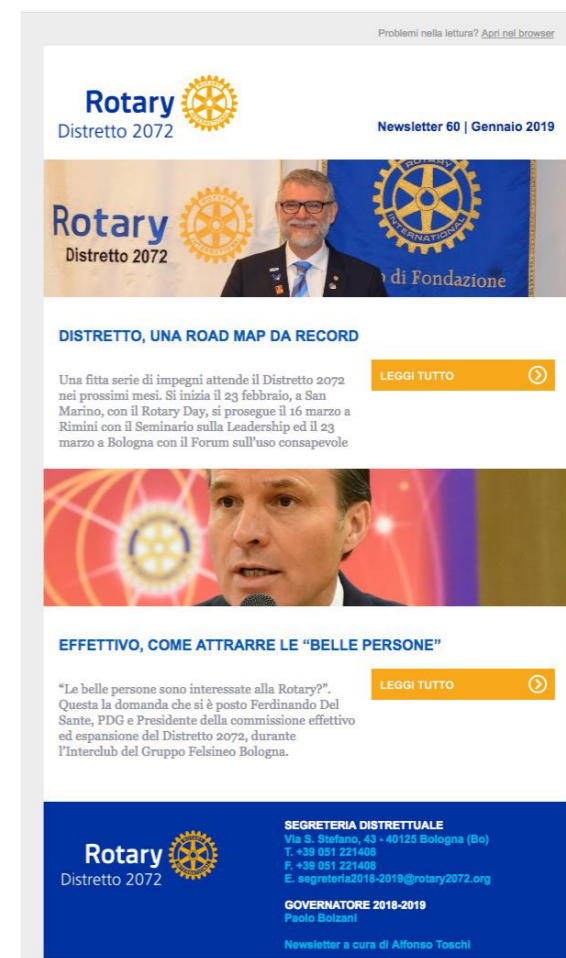 Problemi nella lettura? Apri nel browser
Rotary
Distretto 2072
ROTARY
INTERNATIONAL
Newsletter 60 | Gennaio 2019
Rotary
Distretto 2072
ROTARY
INTERNATIONAL
di Fondazione
DISTRETTO, UNA ROAD MAP DA RECORD
LEGGI TUTTO
Una fitta serie di impegni attende il Distretto 2072
nei prossimi mesi. Si inizia il 23 febbraio, a San
Marino, con il Rotary Day, si prosegue il 16 marzo a
Rimini con il Seminario sulla Leadership ed il 23
marzo a Bologna con il Forum sull'uso consapevole
EFFETTIVO, COME ATTRARRE LE “BELLE PERSONE”
LEGGI TUTTO
“Le belle persone sono interessate alla Rotary?”.
Questa la domanda che si è posto Ferdinando Del
Sante, PDG e Presidente della commissione effettivo
ed espansione del Distretto 2072, durante
l'Interclub del Gruppo Felsineo Bologna.
Rotary
Distretto 2072
SEGRETERIA DISTRETTUALE
Via S. Stefano, 43 - 40125 Bologna (Bo)
T. +39 051 221408
F. +39 051 221408
E. segreteria2018-2019@rotary2072.org
GOVERNATORE 2018-2019
Paolo Bolzani
Newsletter a cura di Alfonso Toschi